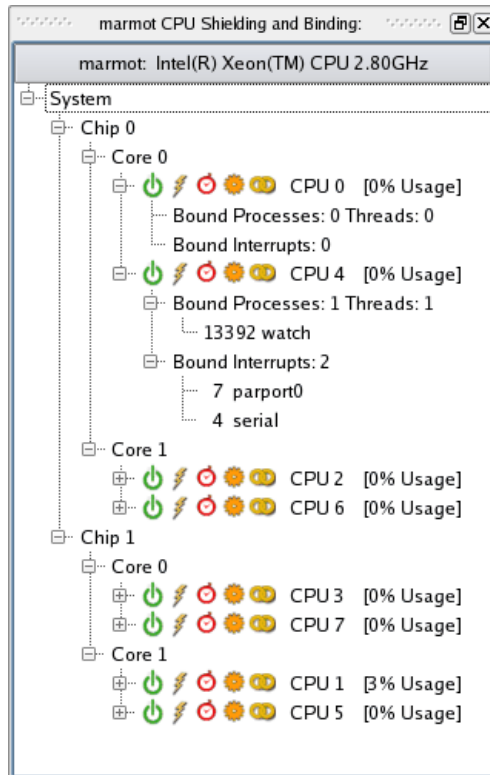 marmot CPU Shielding and Binding:
marmot: Intel(R) Xeon(TM) CPU 2.80GHz
System
Chip 0
Core 0
CPU 0 [0% Usage]
Bound Processes: 0 Threads: 0
Bound Interrupts: 0
CPU 4 [0% Usage]
Bound Processes: 1 Threads: 1
13392 watch
Bound Interrupts: 2
7 parport0
4 serial
Core 1
CPU 2 [0% Usage]
CPU 6 [0% Usage]
Chip 1
Core 0
CPU 3 [0% Usage]
CPU 7 [0% Usage]
Core 1
CPU 1 [3% Usage]
CPU 5 [0% Usage]